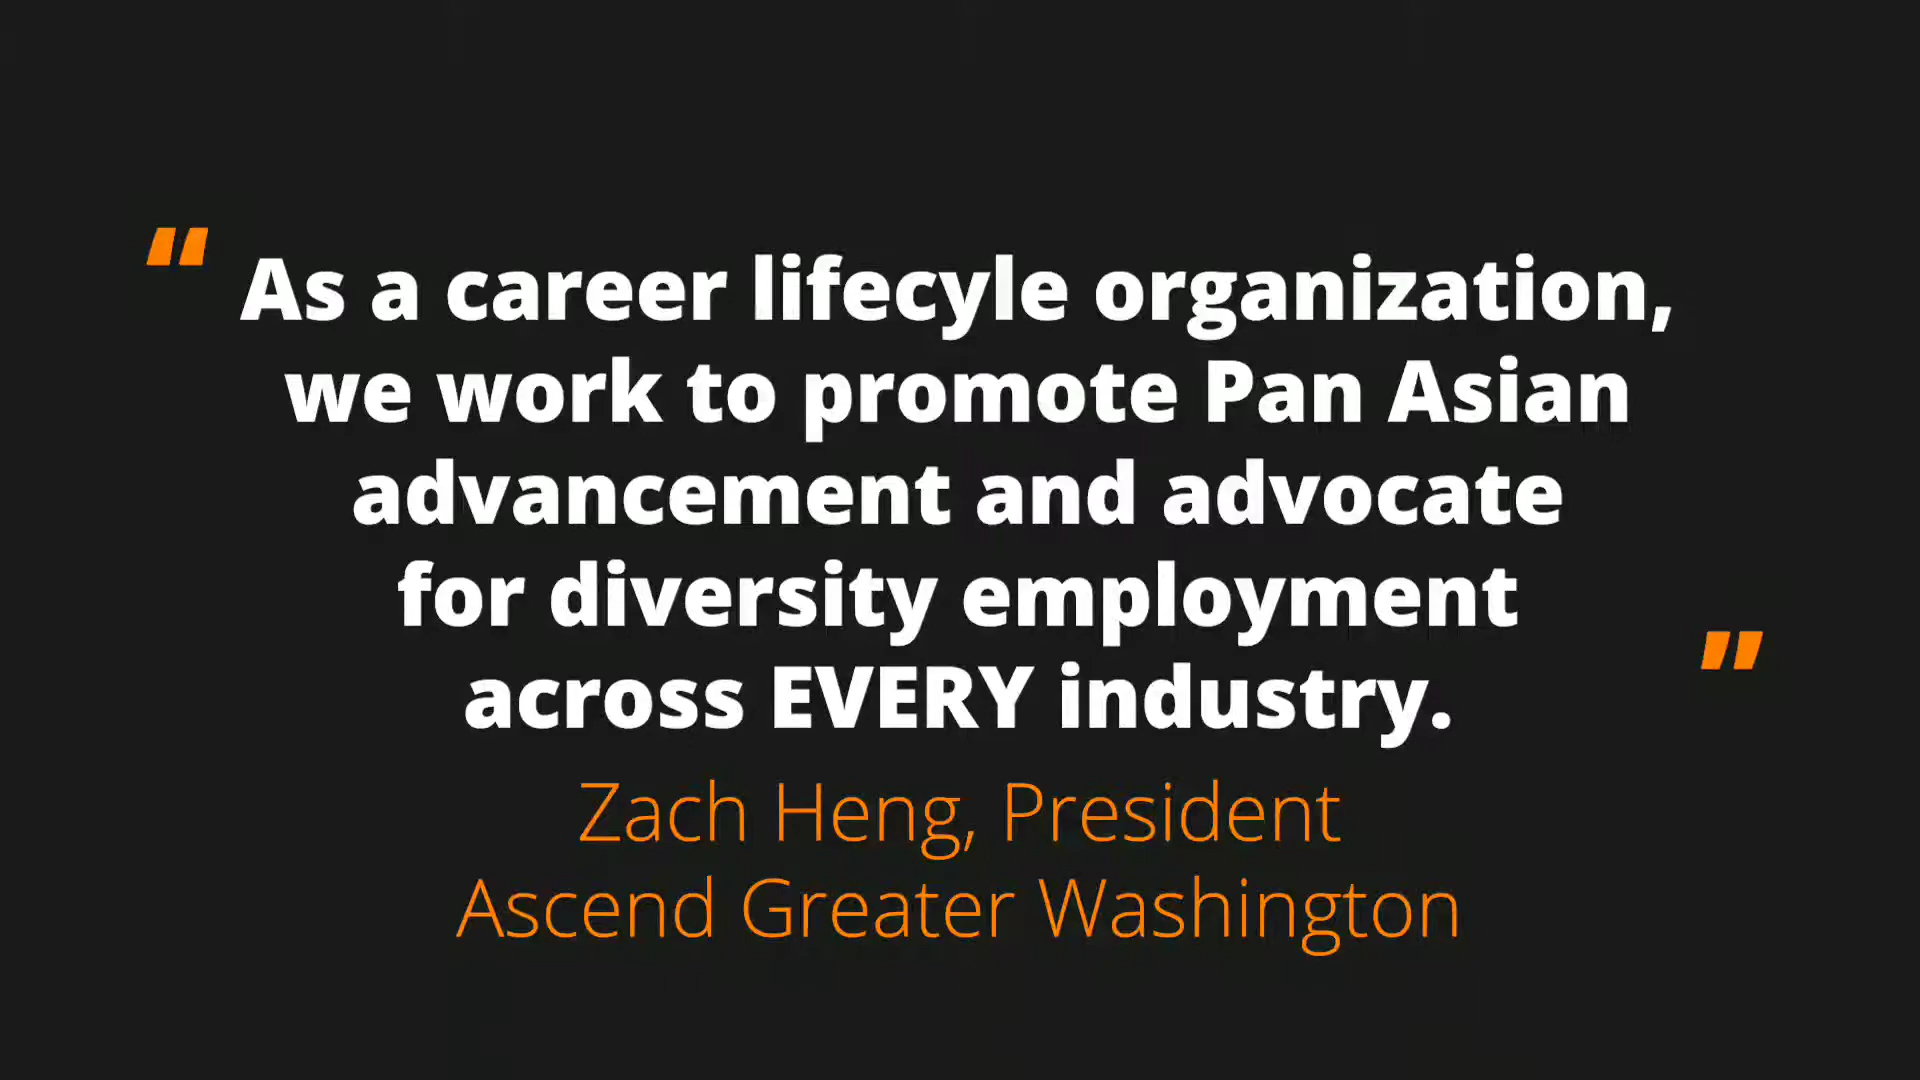 “As a career lifecyle organization,
we work to promote Pan Asian
advancement and advocate
for diversity employment
across EVERY industry.”
Zach Heng, President
Ascend Greater Washington